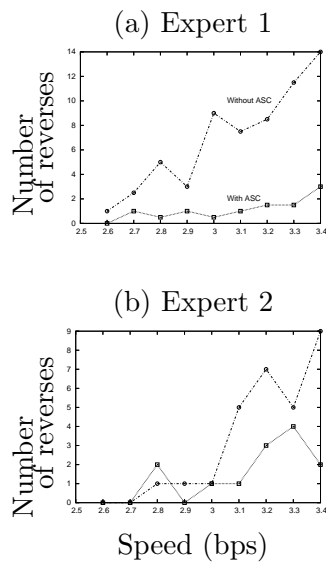 (a) Expert 1
Number
of reverses
14
12
10
8
6
4
2
0
Without ASC
With ASC
2.5 2.6 2.7 2.8 2.9 3 3.1 3.2 3.3 3.4
(b) Expert 2
Number
of reverses
9
8
7
6
5
4
3
2
1
0
2.5 2.6 2.7 2.8 2.9 3 3.1 3.2 3.3 3.4
Speed (bps)